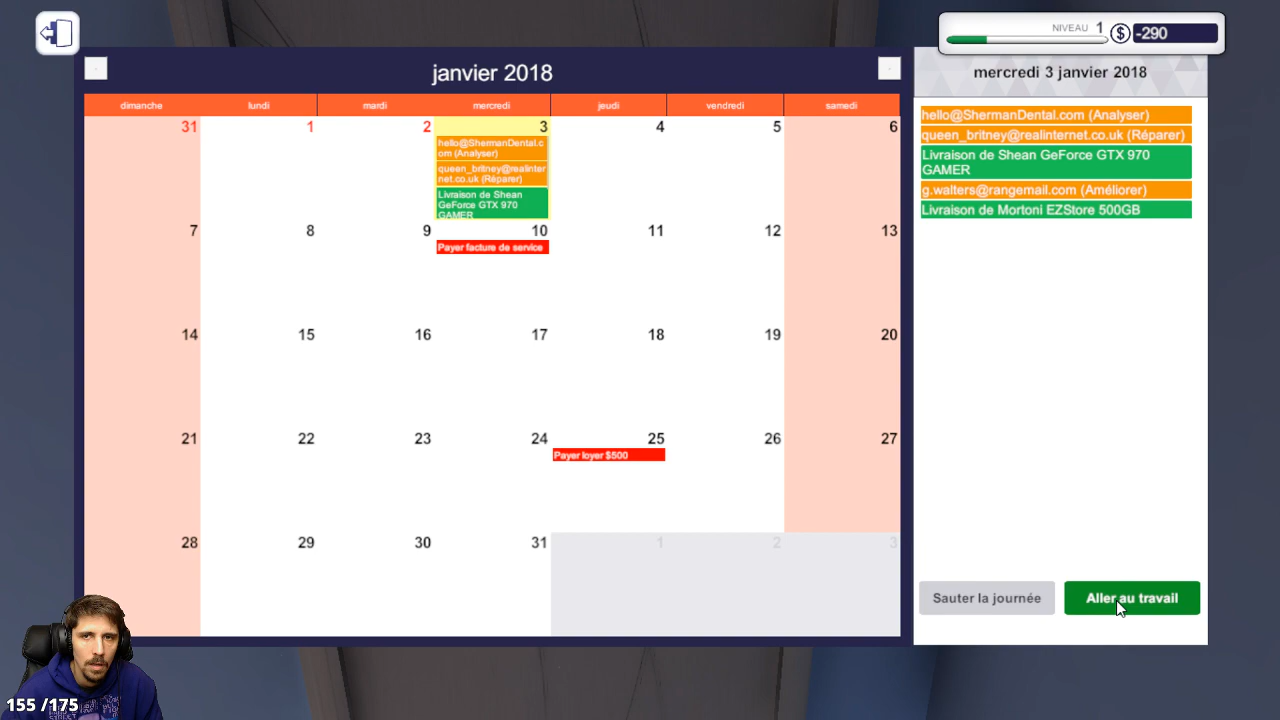 NIVEAU 1 $ -290
janvier 2018
mercredi 3 janvier 2018
dimanche lundi mardi mercredi jeudi vendredi samedi
31 1 2 3 4 5 6
hello@ShermanDental.c
om (Analyser)
queen_britney@realinter
net.co.uk (Réparer)
Livraison de Shean
GeForce GTX 970
GAMER
7 8 9 10 11 12 13
Payer facture de service
14 15 16 17 18 19 20
21 22 23 24 25 26 27
Payer loyer $500
28 29 30 31 1 2 3
hello@ShermanDental.com (Analyser)
queen_britney@realinternet.co.uk (Réparer)
Livraison de Shean GeForce GTX 970
GAMER
g.walters@rangemail.com (Améliorer)
Livraison de Mortoni EZStore 500GB
Sauter la journée
Aller au travail
155 /175